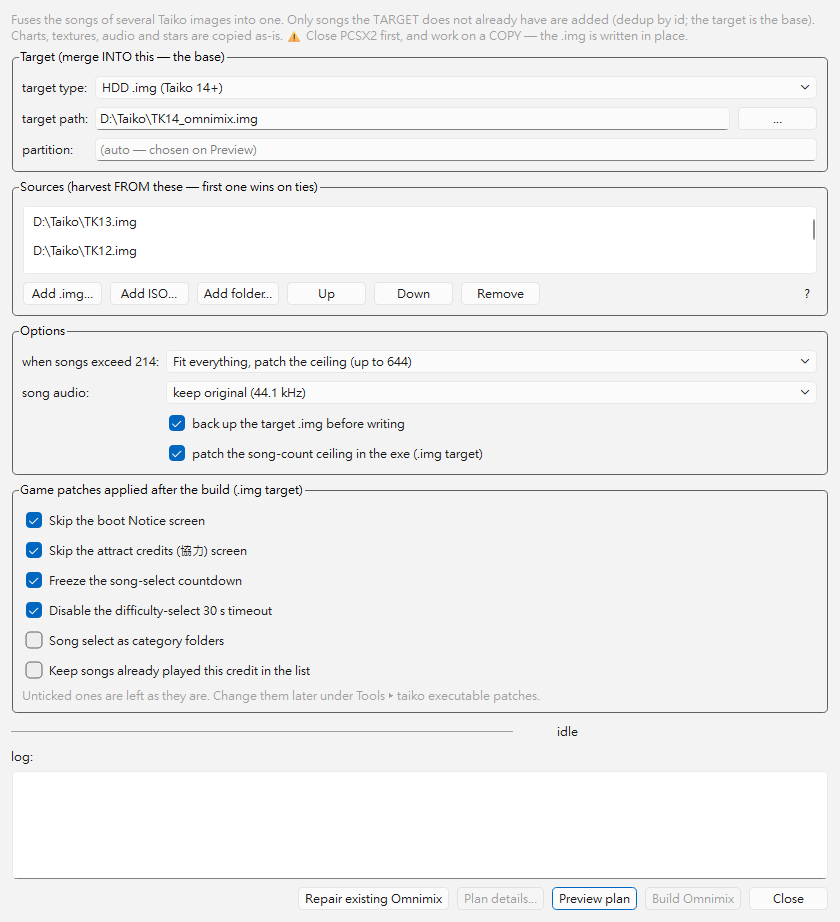 Fuses the songs of several Taiko images into one. Only songs the TARGET does not already have are added (dedup by id; the target is the base).
Charts, textures, audio and stars are copied as-is. ⚠ Close PCSX2 first, and work on a COPY — the .img is written in place.
Target (merge INTO this — the base)
target type: HDD .img (Taiko 14+)
target path: D:\Taiko\TK14_omnimix.img ...
partition: (auto — chosen on Preview)
Sources (harvest FROM these — first one wins on ties)
D:\Taiko\TK13.img
D:\Taiko\TK12.img
Add .img... Add ISO... Add folder... Up Down Remove ?
Options
when songs exceed 214: Fit everything, patch the ceiling (up to 644)
song audio: keep original (44.1 kHz)
back up the target .img before writing
patch the song-count ceiling in the exe (.img target)
Game patches applied after the build (.img target)
Skip the boot Notice screen
Skip the attract credits (協力) screen
Freeze the song-select countdown
Disable the difficulty-select 30 s timeout
Song select as category folders
Keep songs already played this credit in the list
Unticked ones are left as they are. Change them later under Tools ▸ taiko executable patches.
idle
log:
Repair existing Omnimix Plan details... Preview plan Build Omnimix Close